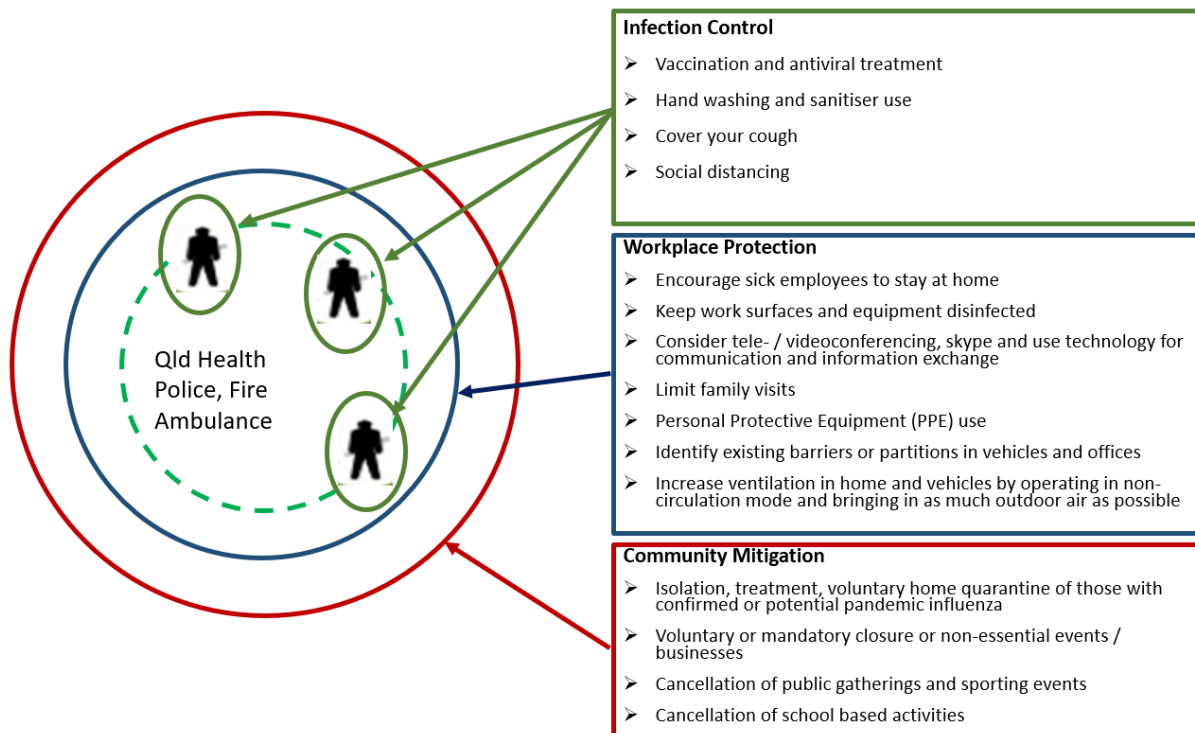 Qld Health
Police, Fire
Ambulance
Infection Control
➢ Vaccination and antiviral treatment
➢ Hand washing and sanitiser use
➢ Cover your cough
➢ Social distancing
Workplace Protection
➢ Encourage sick employees to stay at home
➢ Keep work surfaces and equipment disinfected
➢ Consider tele- / videoconferencing, skype and use technology for
communication and information exchange
➢ Limit family visits
➢ Personal Protective Equipment (PPE) use
➢ Identify existing barriers or partitions in vehicles and offices
➢ Increase ventilation in home and vehicles by operating in non-
circulation mode and bringing in as much outdoor air as possible
Community Mitigation
➢ Isolation, treatment, voluntary home quarantine of those with
confirmed or potential pandemic influenza
➢ Voluntary or mandatory closure or non-essential events /
businesses
➢ Cancellation of public gatherings and sporting events
➢ Cancellation of school based activities